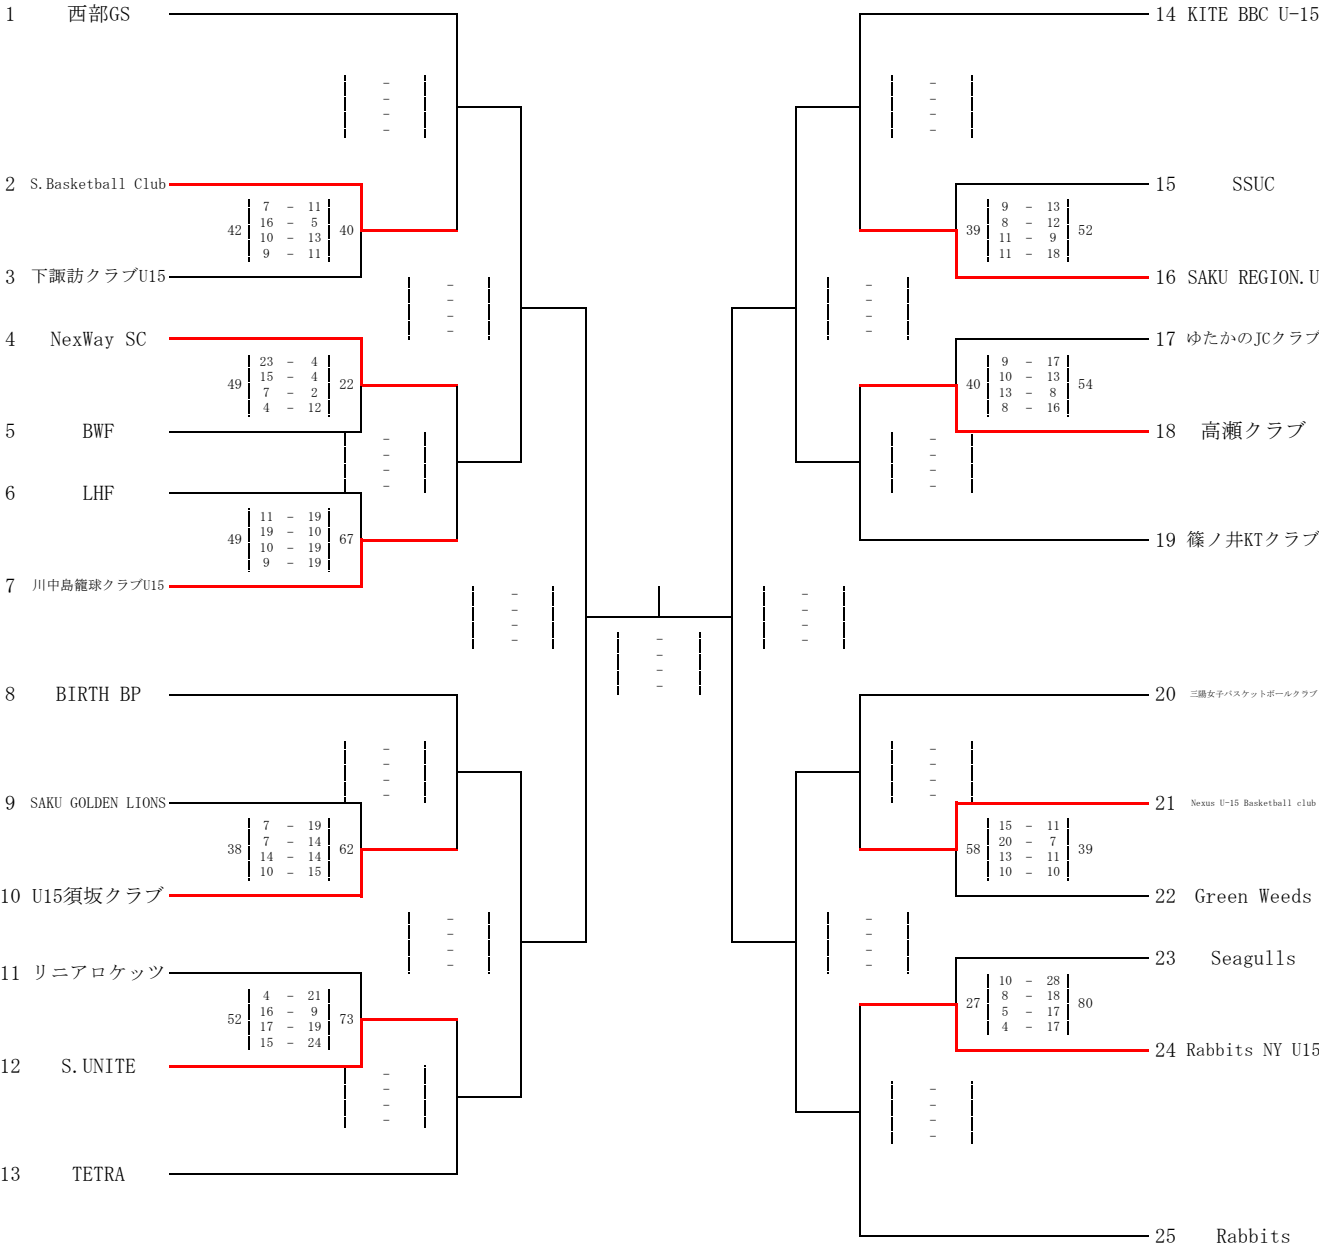 1 西部GS
2 S.Basketball Club
7 - 11
16 - 5
42 40
10 - 13
9 - 11
3 下諏訪クラブU15
4 NexWay SC
23 - 4
15 - 4
49 22
7 - 2
4 - 12
5 BWF
6 LHF
11 - 19
19 - 10
49 67
10 - 19
9 - 19
7 川中島籠球クラブU15
8 BIRTH BP
9 SAKU GOLDEN LIONS
7 - 19
7 - 14
38 62
14 - 14
10 - 15
10 U15須坂クラブ
11 リニアロケッツ
4 - 21
16 - 9
52 73
17 - 19
15 - 24
12 S.UNITE
13 TETRA
14 KITE BBC U-15
15 SSUC
9 - 13
8 - 12
39 52
11 - 9
11 - 18
16 SAKU REGION.U
17 ゆたかのJCクラブ
9 - 17
10 - 13
40 54
13 - 8
8 - 16
18 高瀬クラブ
19 篠ノ井KTクラブ
20 三陽女子バスケットボールクラブ
21 Nexus U-15 Basketball club
15 - 11
20 - 7
58 39
13 - 11
10 - 10
22 Green Weeds
23 Seagulls
10 - 28
8 - 18
27 80
5 - 17
4 - 17
24 Rabbits NY U15
25 Rabbits